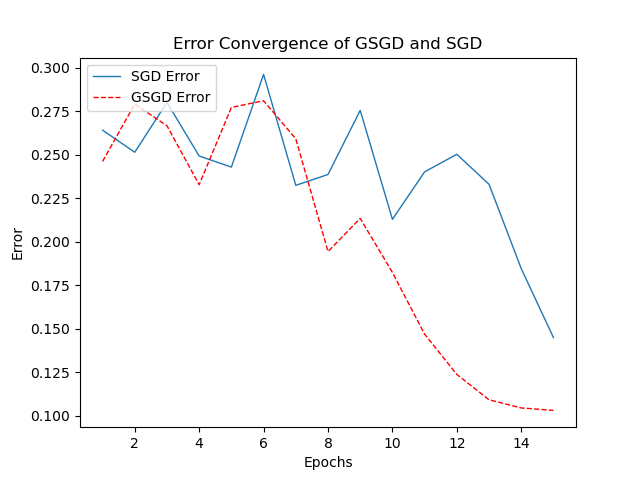 Error Convergence of GSGD and SGD
SGD Error
GSGD Error
0.300
0.275
0.250
0.225
0.200
0.175
0.150
0.125
0.100
Error
2 4 6 8 10 12 14
Epochs